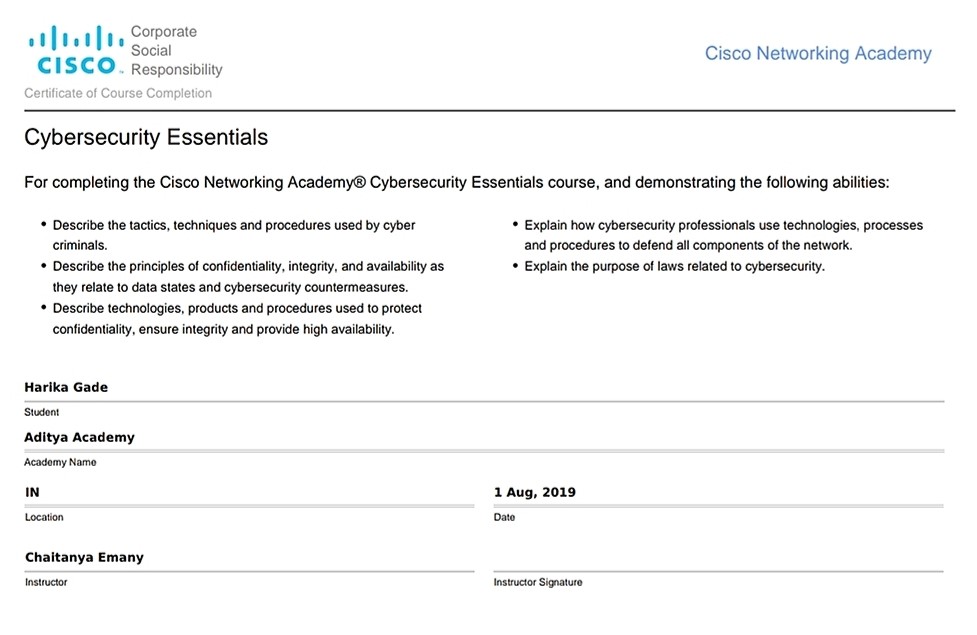 Corporate
Social
CISCO™ Responsibility
Cisco Networking Academy
Certificate of Course Completion
Cybersecurity Essentials
For completing the Cisco Networking Academy® Cybersecurity Essentials course, and demonstrating the following abilities:
• Describe the tactics, techniques and procedures used by cyber
criminals.
• Describe the principles of confidentiality, integrity, and availability as
they relate to data states and cybersecurity countermeasures.
• Describe technologies, products and procedures used to protect
confidentiality, ensure integrity and provide high availability.
• Explain how cybersecurity professionals use technologies, processes
and procedures to defend all components of the network.
• Explain the purpose of laws related to cybersecurity.
Harika Gade
Student
Aditya Academy
Academy Name
IN
Location
1 Aug, 2019
Date
Chaitanya Emany
Instructor
Instructor Signature